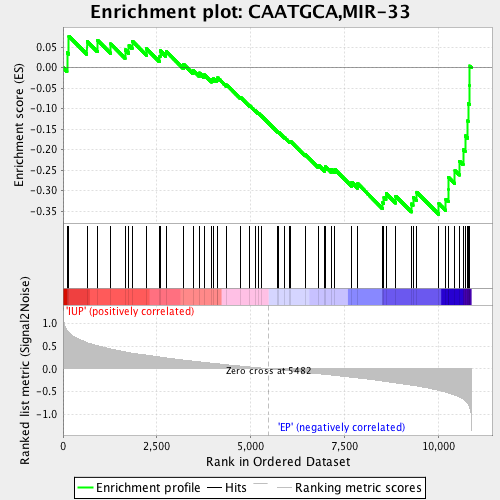 Enrichment plot: CAATGCA,MIR-33
Enrichment score (ES)
0.05
0.00
-0.05
-0.10
-0.15
-0.20
-0.25
-0.30
-0.35
Ranked list metric (Signal2Noise)
1.0
0.5
0.0
-0.5
-1.0
'IUP' (positively correlated)
Zero cross at 5482
'EP' (negatively correlated)
0 2,500 5,000 7,500 10,000
Rank in Ordered Dataset
Enrichment profile Hits Ranking metric scores